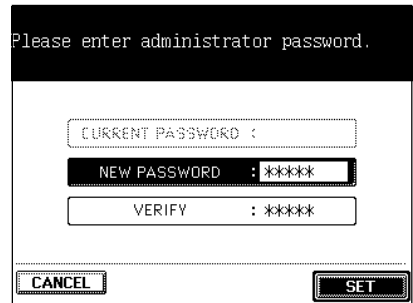 Please enter administrator password.
CURRENT PASSWORD :
NEW PASSWORD : *****
VERIFY : *****
CANCEL
SET